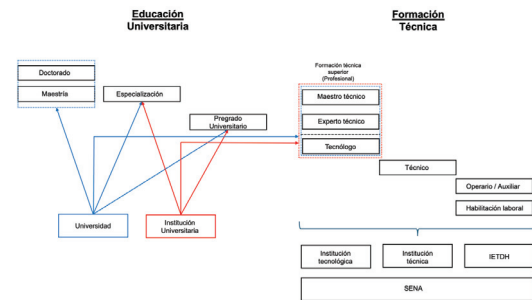 Educación
Universitaria
Formación
Técnica
Formación técnica
superior
(Profesional)
Doctorado
Maestría
Especialización
Maestro técnico
Pregrado
Universitario
Experto técnico
Tecnólogo
Técnico
Operario / Auxiliar
Habilitación laboral
Universidad
Institución
Universitaria
Institución
tecnológica
Institución
técnica
IETDH
SENA